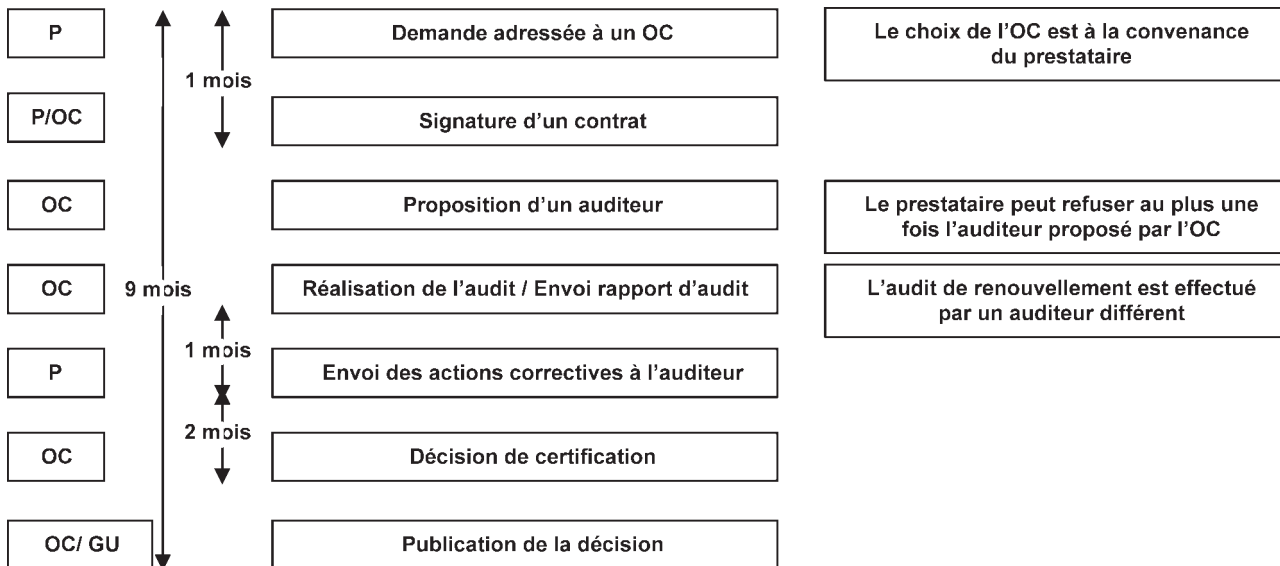 P
Demande adressée à un OC
Le choix de l’OC est à la convenance
du prestataire
1 mois
P/OC
Signature d’un contrat
OC
Proposition d’un auditeur
Le prestataire peut refuser au plus une
fois l’auditeur proposé par l’OC
OC
9 mois
Réalisation de l’audit / Envoi rapport d’audit
L’audit de renouvellement est effectué
par un auditeur différent
1 mois
P
Envoi des actions correctives à l’auditeur
2 mois
OC
Décision de certification
OC/ GU
Publication de la décision